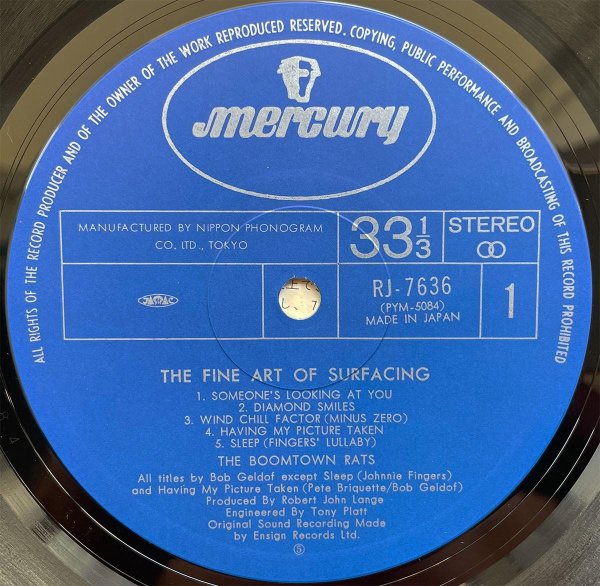 ALL RIGHTS OF THE RECORD PRODUCER AND OF THE OWNER OF THE WORK REPRODUCED RESERVED. COPYING, PUBLIC PERFORMANCE AND BROADCASTING OF THIS RECORD PROHIBITED
mercury
MANUFACTURED BY NIPPON PHONOGRAM
CO. LTD., TOKYO
33 1/3
STEREO
JASRAC
RJ-7636
(PYM-5084)
MADE IN JAPAN
1
THE FINE ART OF SURFACING
1. SOMEONE'S LOOKING AT YOU
2. DIAMOND SMILES
3. WIND CHILL FACTOR (MINUS ZERO)
4. HAVING MY PICTURE TAKEN
5. SLEEP (FINGERS' LULLABY)
THE BOOMTOWN RATS
All titles by Bob Geldof except Sleep (Johnnie Fingers)
and Having My Picture Taken (Pete Briquette/Bob Geldof)
Produced By Robert John Lange
Engineered By Tony Platt
Original Sound Recording Made
by Ensign Records Ltd.
⑤